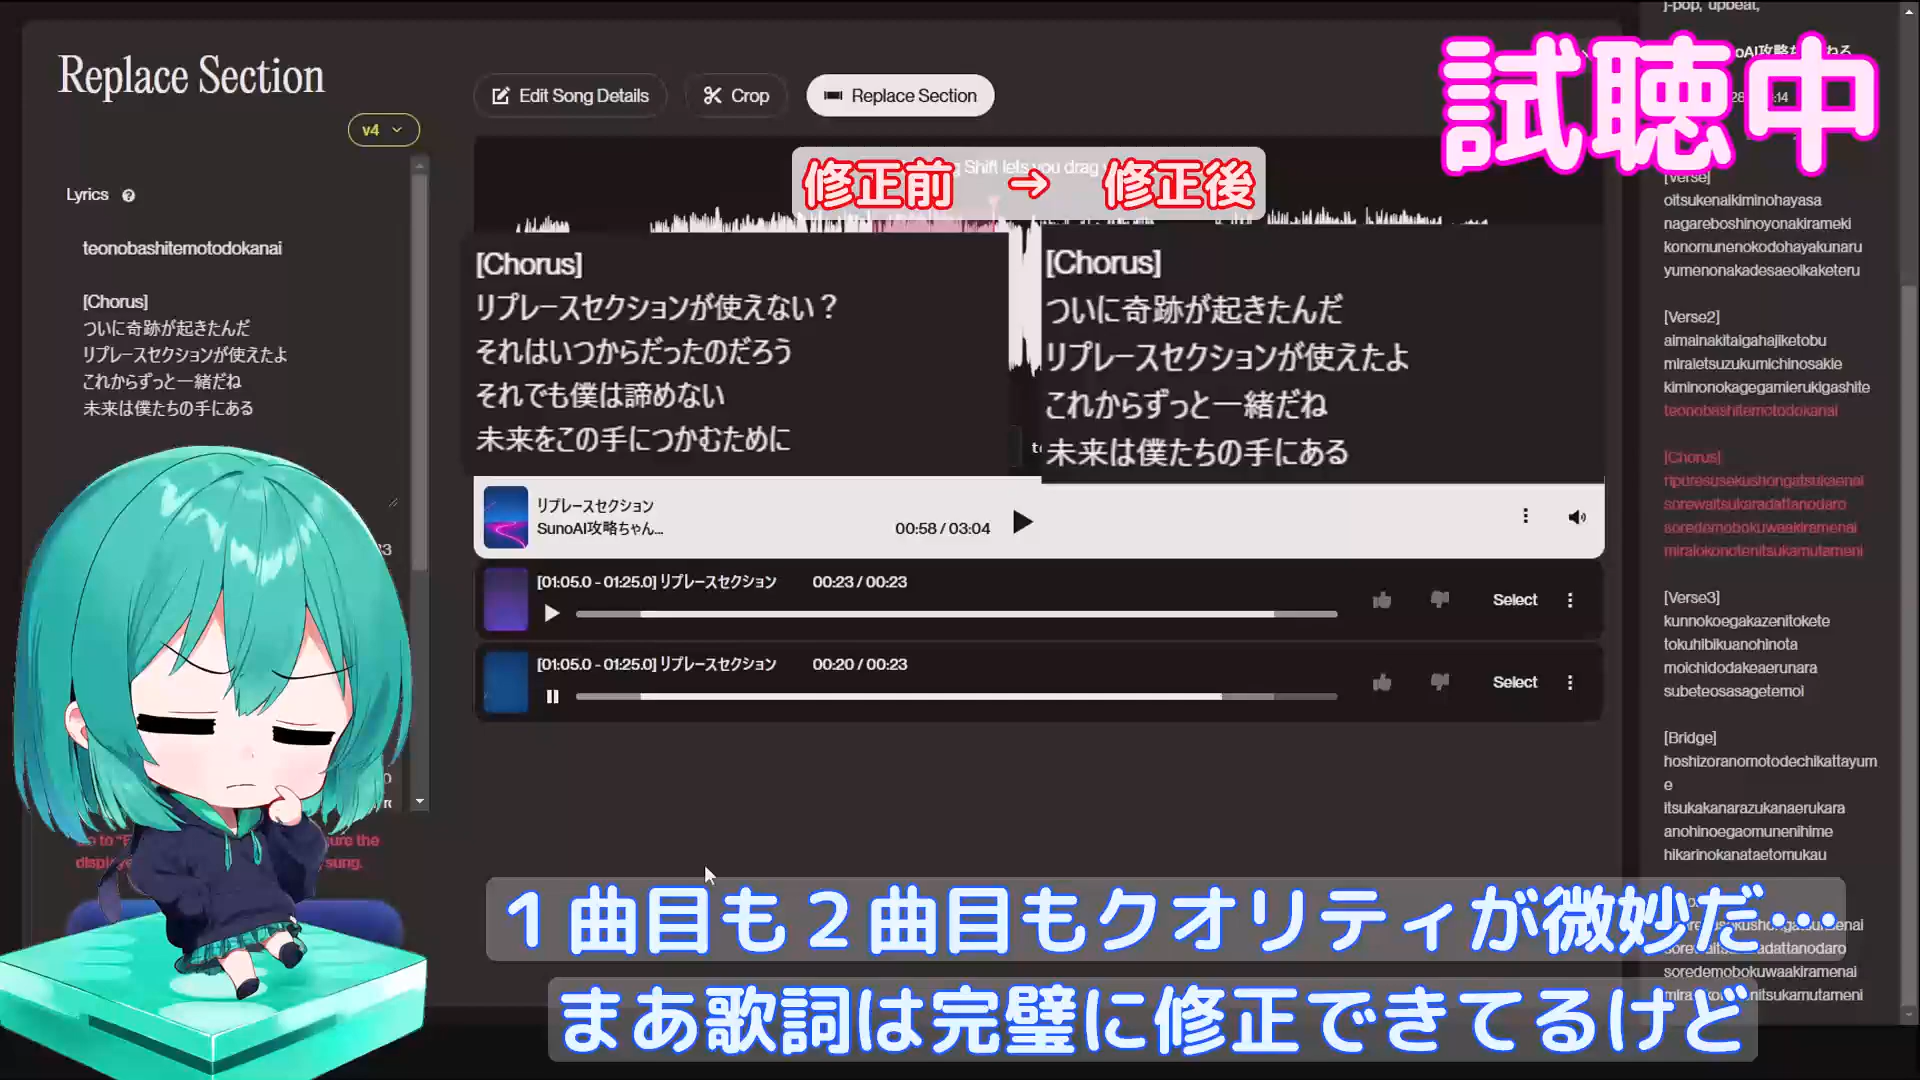 Replace Section
v4
Lyrics
teonobashitemotodokanai
[Chorus]
ついに奇跡が起きたんだ
リプレースセクションが使えたよ
これからずっと一緒だね
未来は僕たちの手にある
Edit Song Details
Crop
Replace Section
修正前 → 修正後
[Chorus]
リプレースセクションが使えない？
それはいつからだったのだろう
それでも僕は諦めない
未来をこの手につかむために
[Chorus]
ついに奇跡が起きたんだ
リプレースセクションが使えたよ
これからずっと一緒だね
未来は僕たちの手にある
リプレースセクション
SunoAI攻略ちゃん...
00:58 / 03:04
[01:05.0 - 01:25.0] リプレースセクション 00:23 / 00:23
Select
[01:05.0 - 01:25.0] リプレースセクション 00:20 / 00:23
Select
試聴中
[Verse]
oitsukenaikiminohayasa
nagareboshinoyonakirameki
konomunenokodohayakunaru
yumenonakadesaeoikaketeru
[Verse2]
aimainakitaigahajiketobu
miraietsuzukumichinosakie
kiminonokagegamierukigashite
teonobashitemotodokanai
[Chorus]
ripuresusekushongatsukaenai
sorewaitsukaradattanodaro
soredemobokuwaakiramenai
miraiokonotenitsukamutameni
[Verse3]
kunnokoegakazenitokete
tokuhibikuanohinota
moichidodakeaerunara
subeteosasagetemoi
[Bridge]
hoshizoranomotodechikattayum
e
itsukakanarazukanaerukara
anohinoegaomunenihime
hikarinokanataetomukau
soredemobokuwaakiramenai
１曲目も２曲目もクオリティが微妙だ…
まあ歌詞は完璧に修正できてるけど